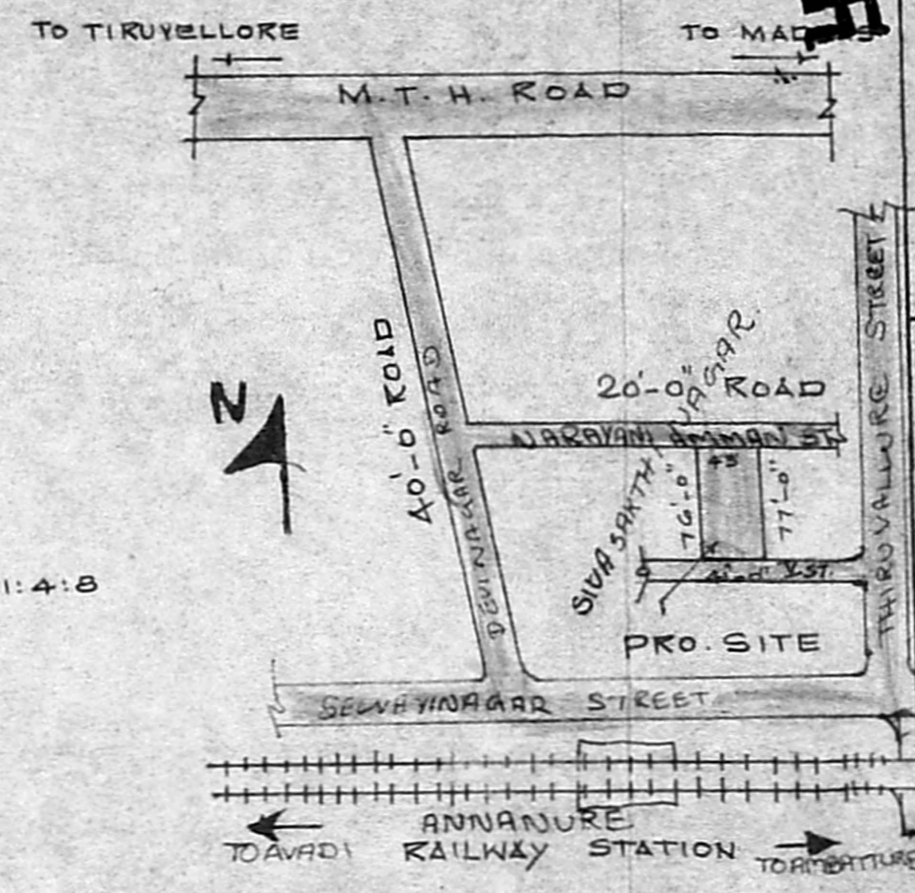 TO TIRUVELLORE
TO MAD
M.T.H. ROAD
THIRUVALLURE STREET
40'-0" ROAD
DEVI NAGAR ROAD
N
20'-0" ROAD
NARAYANI AMMAN ST.
SIVA SAKTHI NAGAR.
43
76'-0"
77'-0"
ST.
1:4:8
PRO. SITE
STREET
ANNANURE
RAILWAY STATION
TO AVADI
TO AMBATTURE